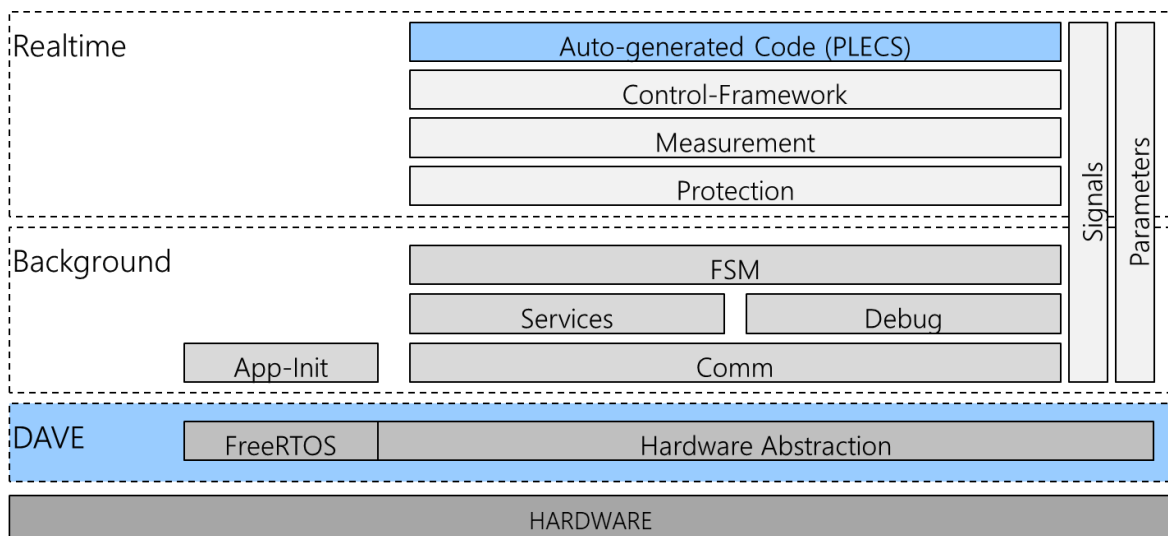 Realtime
Auto-generated Code (PLECS)
Control-Framework
Measurement
Protection
Signals
Parameters
Background
FSM
Services
Debug
App-Init
Comm
DAVE
FreeRTOS
Hardware Abstraction
HARDWARE